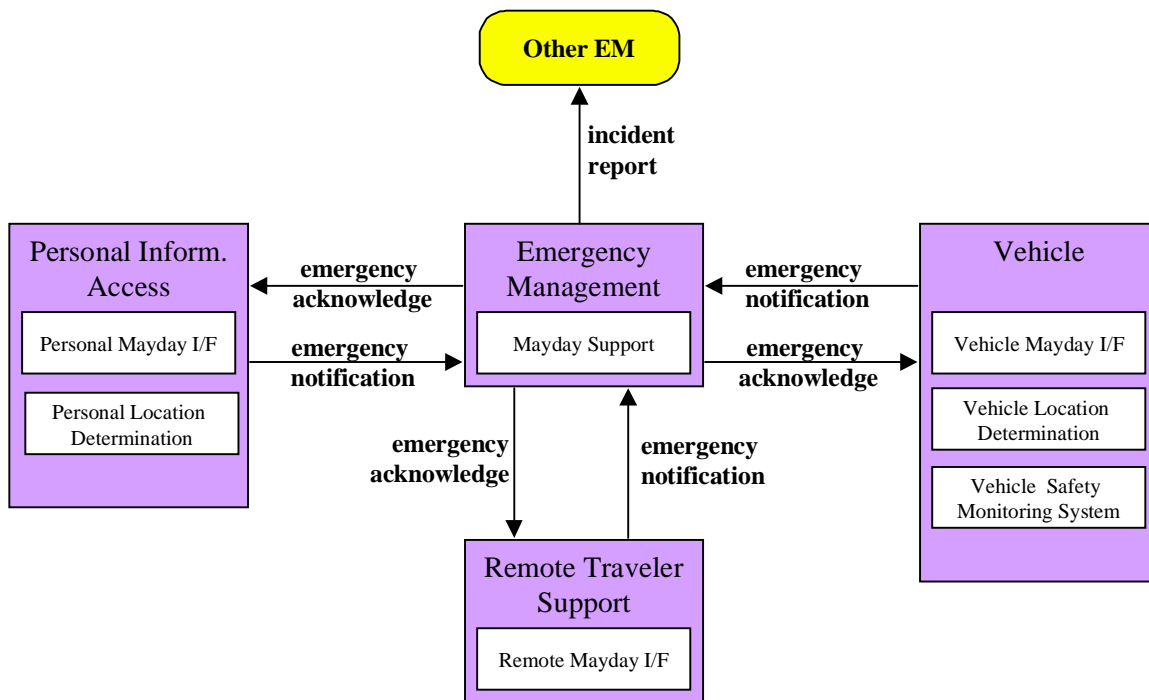 Other EM
incident
report
Personal Inform.
Access
Personal Mayday I/F
Personal Location
Determination
emergency
acknowledge
emergency
notification
Emergency
Management
Mayday Support
emergency
notification
emergency
acknowledge
Vehicle
Vehicle Mayday I/F
Vehicle Location
Determination
Vehicle Safety
Monitoring System
emergency
acknowledge
emergency
notification
Remote Traveler
Support
Remote Mayday I/F